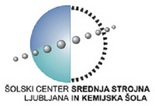 ŠOLSKI CENTER SREDNJA STROJNA
LJUBLJANA IN KEMIJSKA ŠOLA